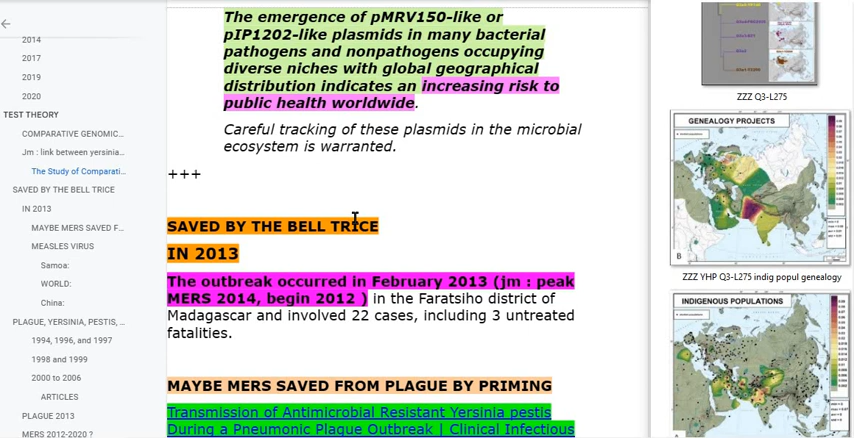 2014
2017
2019
2020
TEST THEORY
COMPARATIVE GENOMIC...
Jm : link between yersinia...
The Study of Comparati...
SAVED BY THE BELL TRICE
IN 2013
MAYBE MERS SAVED F...
MEASLES VIRUS
Samoa:
WORLD:
China:
PLAGUE, YERSINIA, PESTIS, ...
1994, 1996, and 1997
1998 and 1999
2000 to 2006
ARTICLES
PLAGUE 2013
MERS 2012-2020 ?
The emergence of pMRV150-like or
pIP1202-like plasmids in many bacterial
pathogens and nonpathogens occupying
diverse niches with global geographical
distribution indicates an increasing risk to
public health worldwide.
Careful tracking of these plasmids in the microbial
ecosystem is warranted.
+++
SAVED BY THE BELL TRICE
IN 2013
The outbreak occurred in February 2013 (jm : peak
MERS 2014, begin 2012 ) in the Faratsiho district of
Madagascar and involved 22 cases, including 3 untreated
fatalities.
MAYBE MERS SAVED FROM PLAGUE BY PRIMING
Transmission of Antimicrobial Resistant Yersinia pestis
During a Pneumonic Plague Outbreak | Clinical Infectious
ZZZ Q3-L275
GENEALOGY PROJECTS
B
ZZZ YHP Q3-L275 indig popul genealogy
INDIGENOUS POPULATIONS